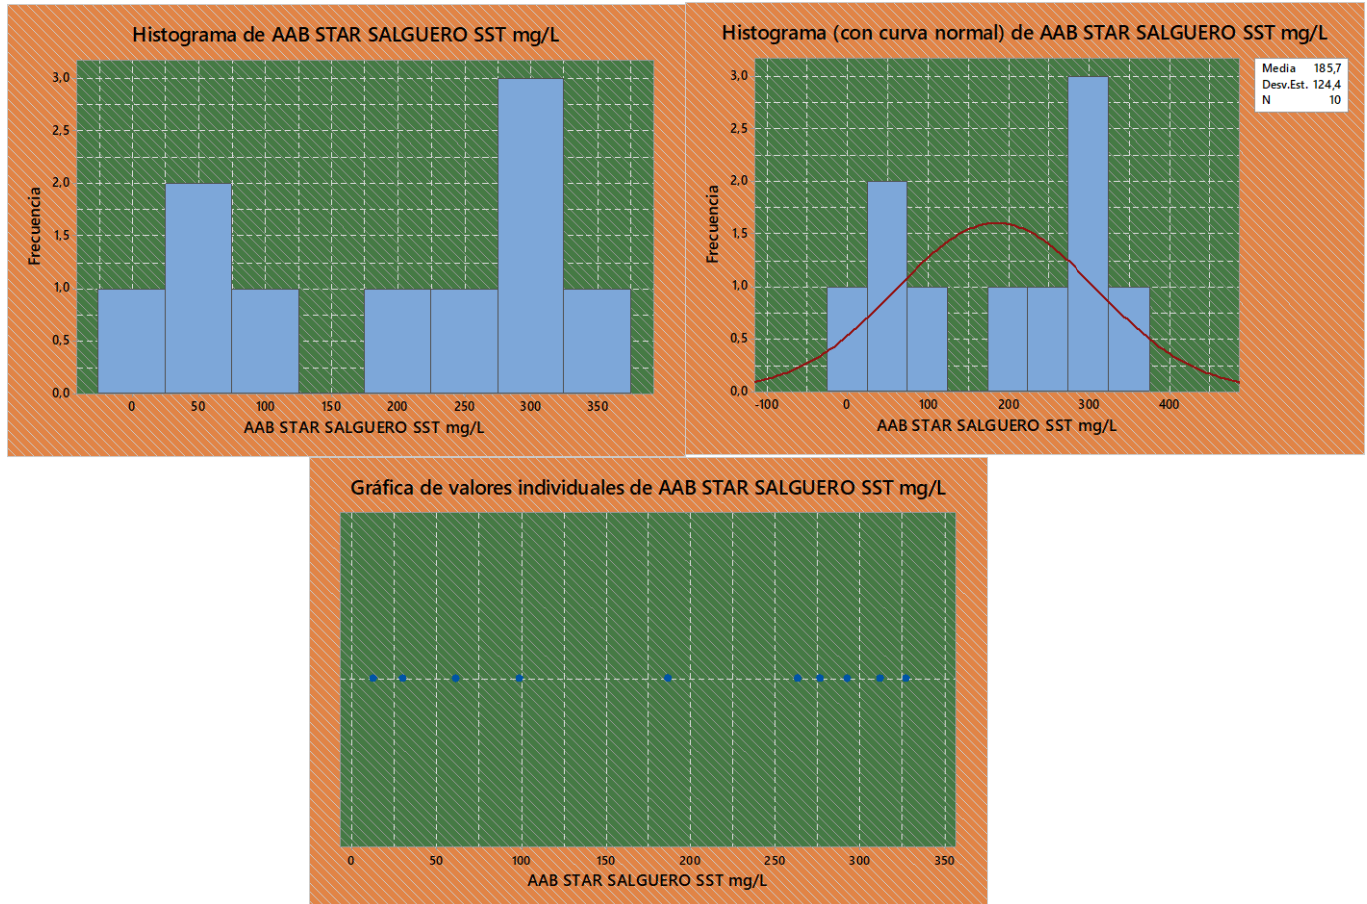 Histograma de AAB STAR SALGUERO SST mg/L
3,0
2,5
2,0
1,5
1,0
0,5
0,0
Frecuencia
0 50 100 150 200 250 300 350
AAB STAR SALGUERO SST mg/L
Histograma (con curva normal) de AAB STAR SALGUERO SST mg/L
Media 185,7
Desv.Est. 124,4
N 10
3,0
2,5
2,0
1,5
1,0
0,5
0,0
Frecuencia
-100 0 100 200 300 400
AAB STAR SALGUERO SST mg/L
Gráfica de valores individuales de AAB STAR SALGUERO SST mg/L
0 50 100 150 200 250 300 350
AAB STAR SALGUERO SST mg/L